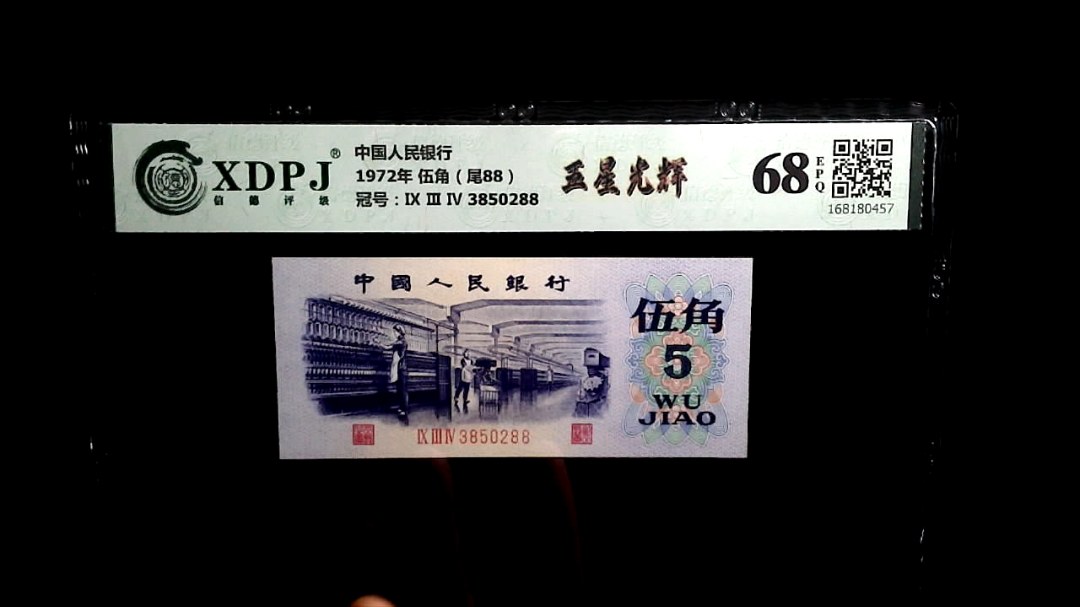 XDPJ®
信德评级
中国人民银行
1972年 伍角（尾88）
冠号：Ⅸ Ⅲ Ⅳ 3850288
五星光辉
68
EPQ
168180457
中國人民銀行
伍角
5
WU
JIAO
Ⅸ Ⅲ Ⅳ 3850288